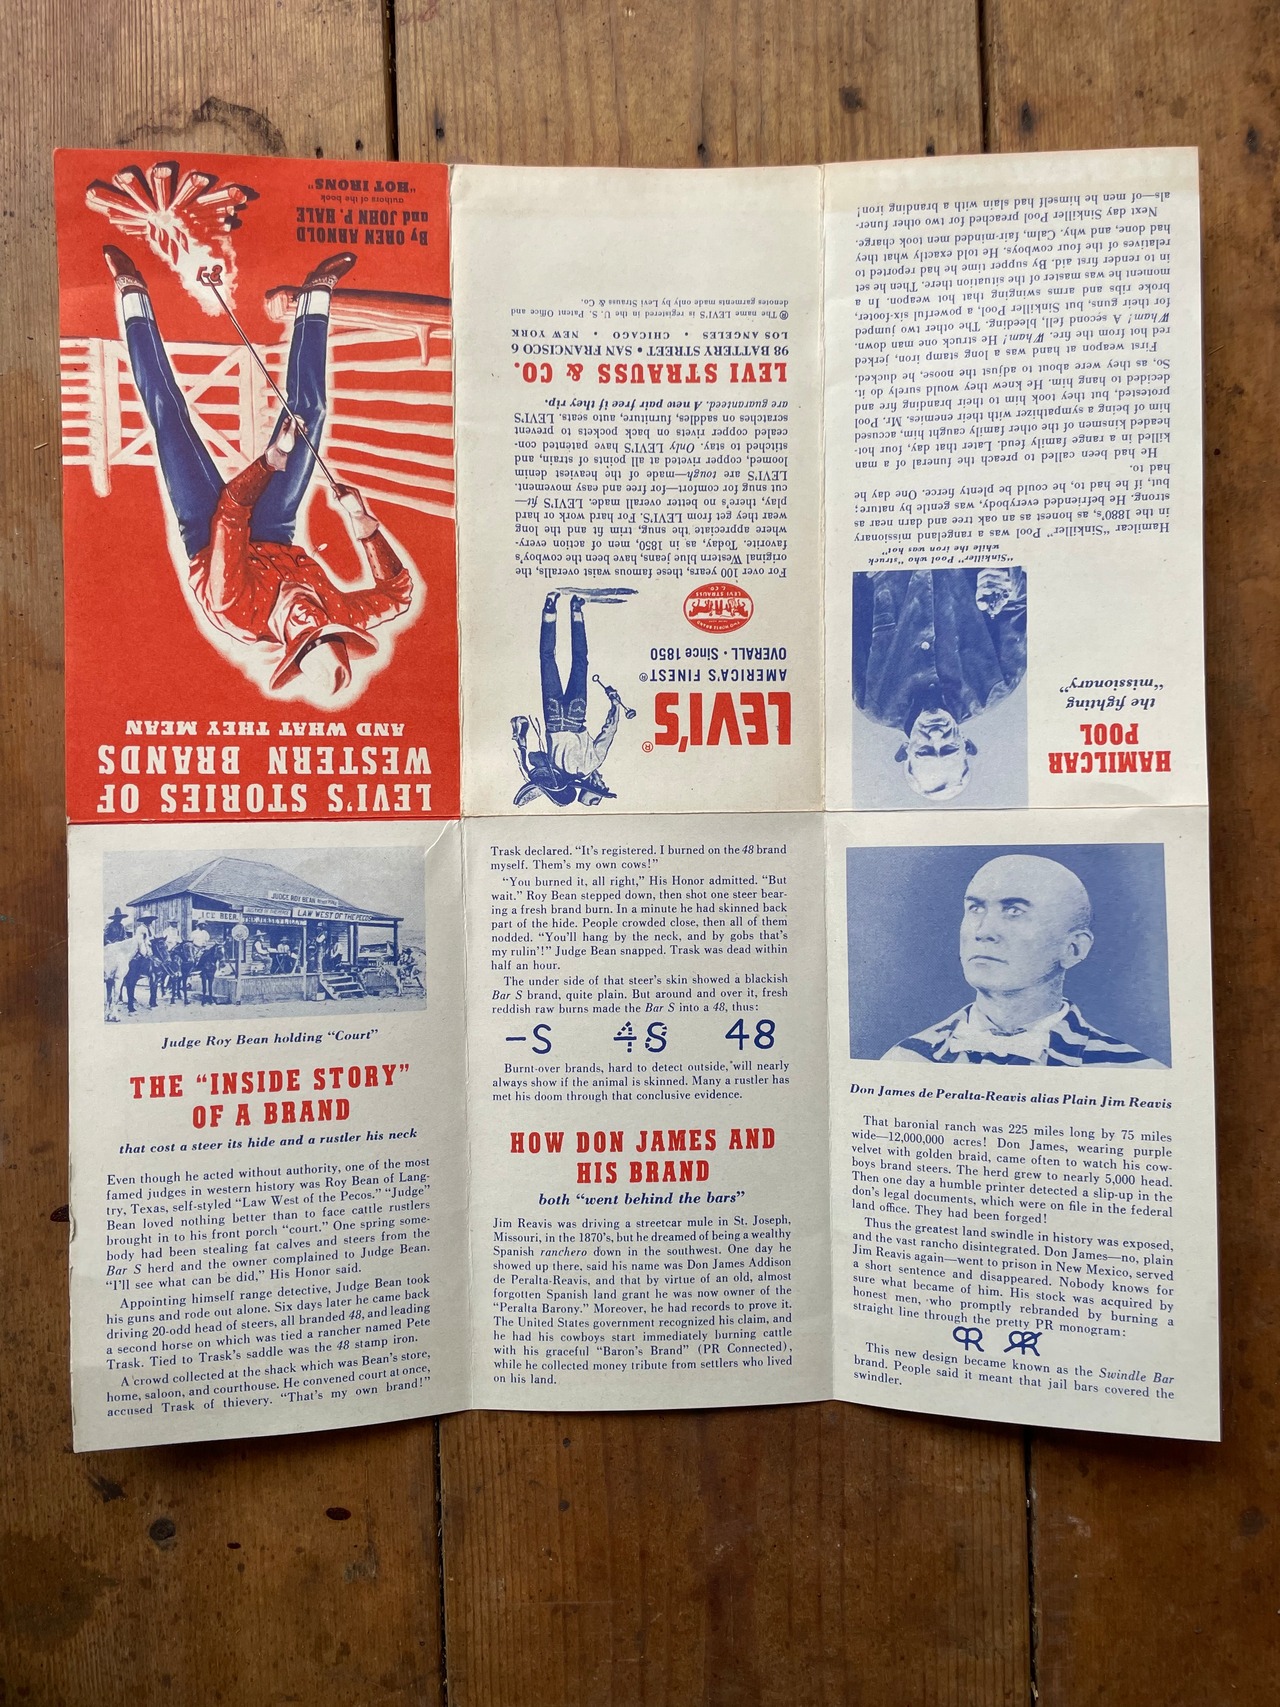 LEVI'S STORIES OF
WESTERN BRANDS
AND WHAT THEY MEAN
By OREN ARNOLD
and JOHN P. HALE
authors of the book
"HOT IRONS"
LEVI'S®
AMERICA'S FINEST®
OVERALL · Since 1850
TWO HORSE BRAND
LEVI STRAUSS
& CO
For over 100 years, these famous waist overalls, the
original Western blue jeans, have been the cowboy's
favorite. Today, as in 1850, men of action every-
where appreciate the snug, trim fit and the long
wear they get from LEVI'S. For hard work or hard
play, there's no better overall made. LEVI'S fit—
cut snug for comfort—for free and easy movement.
LEVI'S are tough—made of the heaviest denim
loomed, copper riveted at all points of strain, and
stitched to stay. Only LEVI'S have patented con-
cealed copper rivets on back pockets to prevent
scratches on saddles, furniture, auto seats. LEVI'S
are guaranteed. A new pair free if they rip.
LEVI STRAUSS & CO.
98 BATTERY STREET • SAN FRANCISCO 6
LOS ANGELES • CHICAGO • NEW YORK
® The name LEVI'S is registered in the U. S. Patent Office and
denotes garments made only by Levi Strauss & Co.
HAMILCAR
POOL
the fighting
"missionary"
"Sinkiller" Pool who "struck
while the iron was hot"
Hamilcar "Sinkiller" Pool was a rangeland missionary
in the 1880's, as honest as an oak tree and darn near as
strong. He befriended everybody, was gentle by nature;
but, if he had to, he could be plenty fierce. One day he
had to.
He had been called to preach the funeral of a man
killed in a range family feud. Later that day, four hot-
headed kinsmen of the other family caught him, accused
him of being a sympathizer with their enemies. Mr. Pool
protested, but they took him to their branding fire and
decided to hang him. He knew they would surely do it.
So, as they were about to adjust the noose, he ducked.
First weapon at hand was a long stamp iron, jerked
red hot from the fire. Wham! He struck one man down.
Wham! A second fell, bleeding. The other two jumped
for their guns, but Sinkiller Pool, a powerful six-footer,
broke ribs and arms swinging that hot weapon. In a
moment he was master of the situation there. Then he set
in to render first aid. By supper time he had reported to
relatives of the four cowboys. He told exactly what they
had done, and why. Calm, fair-minded men took charge.
Next day Sinkiller Pool preached for two other funer-
als—of men he himself had slain with a branding iron!
JUDGE ROY BEAN
ICE BEER.
THE JERSEY LILLY
LAW WEST OF THE PECOS
Judge Roy Bean holding "Court"
THE "INSIDE STORY"
OF A BRAND
that cost a steer its hide and a rustler his neck
Even though he acted without authority, one of the most
famed judges in western history was Roy Bean of Lang-
try, Texas, self-styled "Law West of the Pecos." "Judge"
Bean loved nothing better than to face cattle rustlers
brought in to his front porch "court." One spring some-
body had been stealing fat calves and steers from the
Bar S herd and the owner complained to Judge Bean.
"I'll see what can be did," His Honor said.
Appointing himself range detective, Judge Bean took
his guns and rode out alone. Six days later he came back
driving 20-odd head of steers, all branded 48, and leading
a second horse on which was tied a rancher named Pete
Trask. Tied to Trask's saddle was the 48 stamp iron.
A crowd collected at the shack which was Bean's store,
home, saloon, and courthouse. He convened court at once,
accused Trask of thievery. "That's my own brand!"
Trask declared. "It's registered. I burned on the 48 brand
myself. Them's my own cows!"
"You burned it, all right," His Honor admitted. "But
wait." Roy Bean stepped down, then shot one steer bear-
ing a fresh brand burn. In a minute he had skinned back
part of the hide. People crowded close, then all of them
nodded. "You'll hang by the neck, and by gobs that's
my rulin'!" Judge Bean snapped. Trask was dead within
half an hour.
The under side of that steer's skin showed a blackish
Bar S brand, quite plain. But around and over it, fresh
reddish raw burns made the Bar S into a 48, thus:
–S 48 48
Burnt-over brands, hard to detect outside, will nearly
always show if the animal is skinned. Many a rustler has
met his doom through that conclusive evidence.
HOW DON JAMES AND
HIS BRAND
both "went behind the bars"
Jim Reavis was driving a streetcar mule in St. Joseph,
Missouri, in the 1870's, but he dreamed of being a wealthy
Spanish ranchero down in the southwest. One day he
showed up there, said his name was Don James Addison
de Peralta-Reavis, and that by virtue of an old, almost
forgotten Spanish land grant he was now owner of the
"Peralta Barony." Moreover, he had records to prove it.
The United States government recognized his claim, and
he had his cowboys start immediately burning cattle
with his graceful "Baron's Brand" (PR Connected),
while he collected money tribute from settlers who lived
on his land.
Don James de Peralta-Reavis alias Plain Jim Reavis
That baronial ranch was 225 miles long by 75 miles
wide—12,000,000 acres! Don James, wearing purple
velvet with golden braid, came often to watch his cow-
boys brand steers. The herd grew to nearly 5,000 head.
Then one day a humble printer detected a slip-up in the
don's legal documents, which were on file in the federal
land office. They had been forged!
Thus the greatest land swindle in history was exposed,
and the vast rancho disintegrated. Don James—no, plain
Jim Reavis again—went to prison in New Mexico, served
a short sentence and disappeared. Nobody knows for
sure what became of him. His stock was acquired by
honest men, who promptly rebranded by burning a
straight line through the pretty PR monogram:
This new design became known as the Swindle Bar
brand. People said it meant that jail bars covered the
swindler.